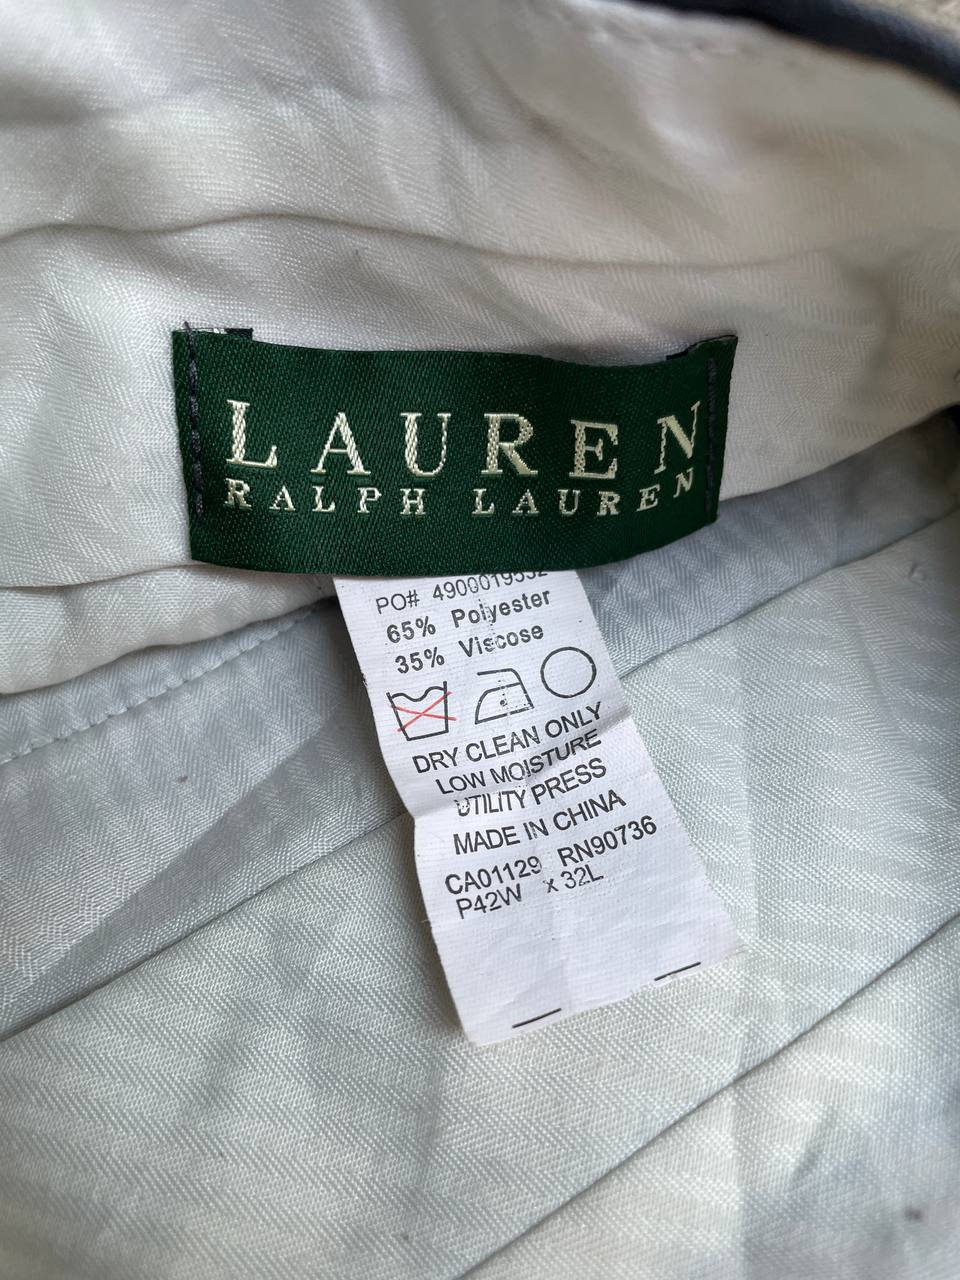 LAUREN
RALPH LAUREN
PO#
65% Polyester
35% Viscose
DRY CLEAN ONLY
LOW MOISTURE
UTILITY PRESS
MADE IN CHINA
CA01129 RN90736
P42W x 32L